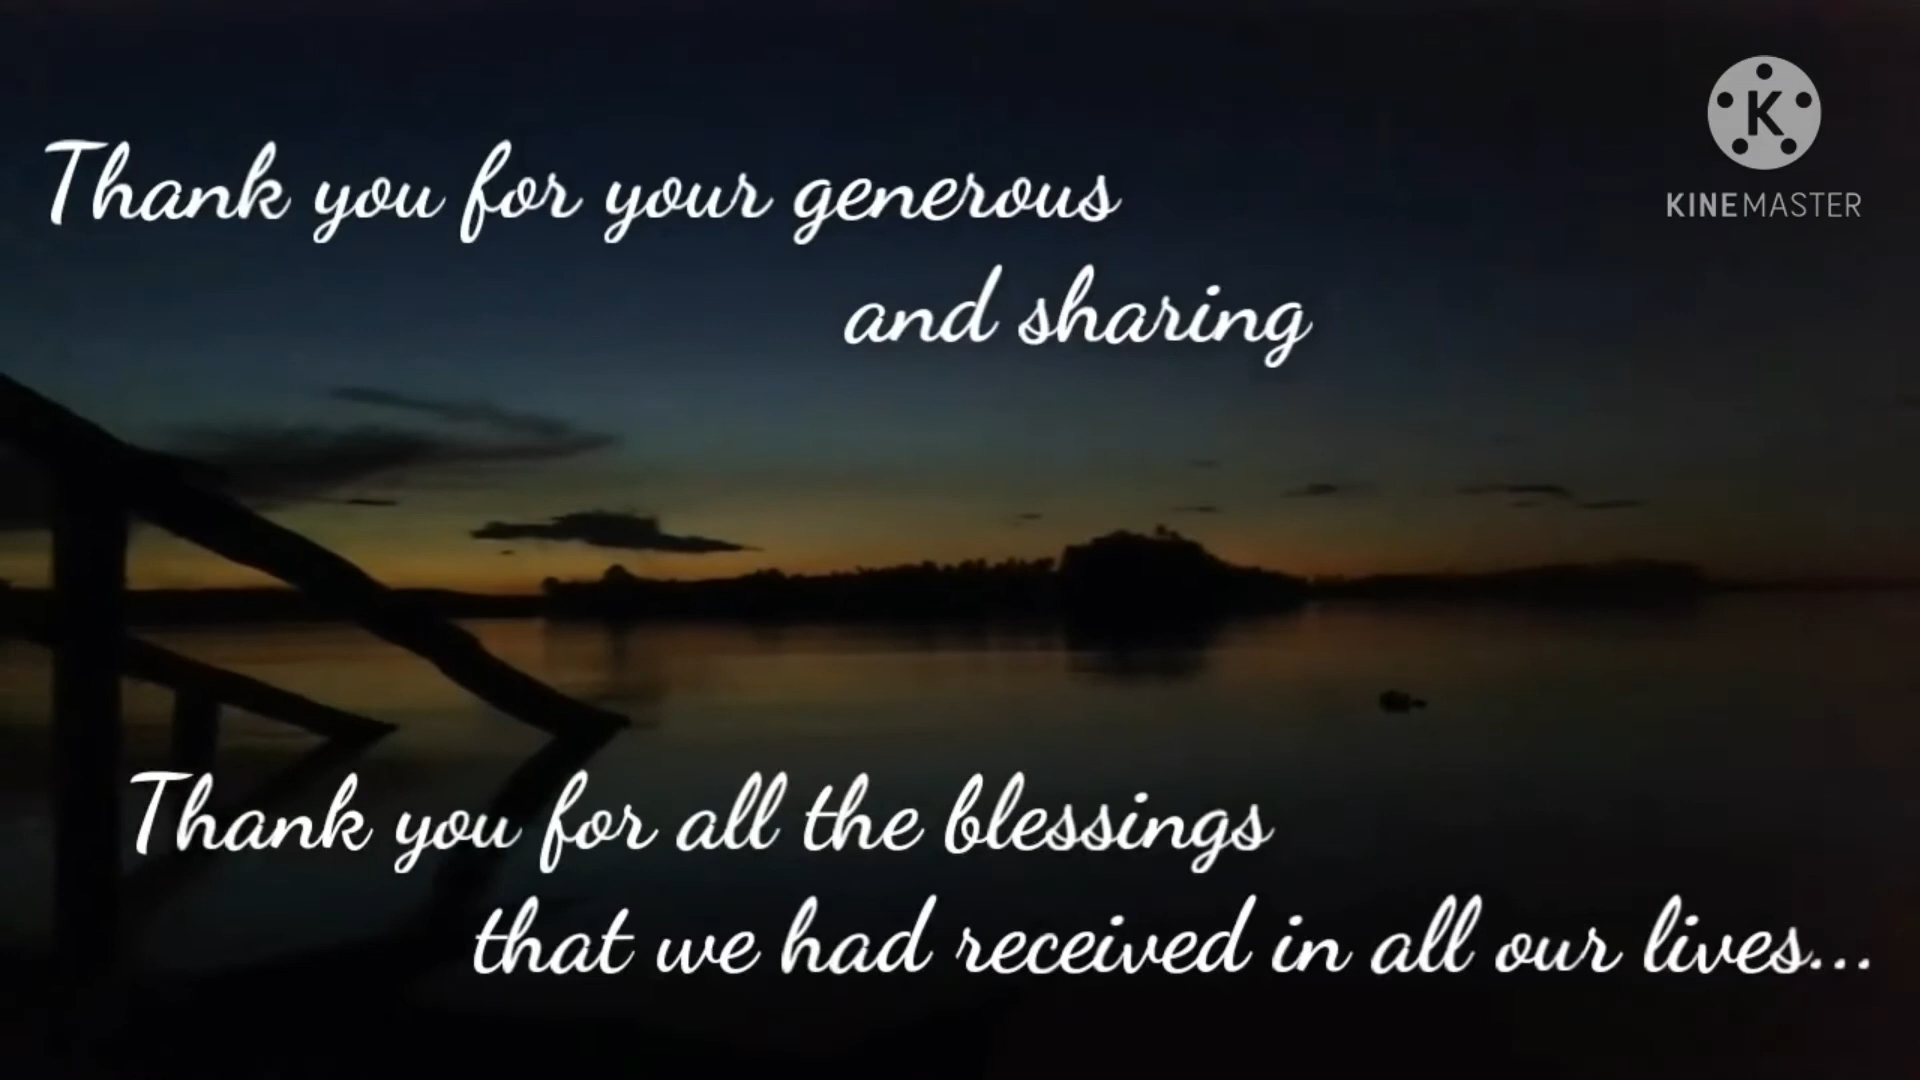 Thank you for your generous
and sharing
K
KINEMASTER
Thank you for all the blessings
that we had received in all our lives...